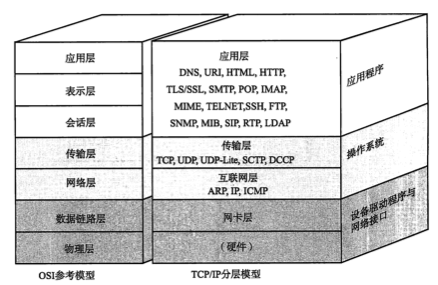 应用层
表示层
会话层
传输层
网络层
数据链路层
物理层
OSI参考模型
应用层
DNS, URI, HTML, HTTP,
TLS/SSL, SMTP, POP, IMAP,
MIME, TELNET,SSH, FTP,
SNMP, MIB, SIP, RTP, LDAP
传输层
TCP, UDP, UDP-Lite, SCTP, DCCP
互联网层
ARP, IP, ICMP
网卡层
（硬件）
TCP/IP分层模型
应用程序
操作系统
设备驱动程序与
网络接口